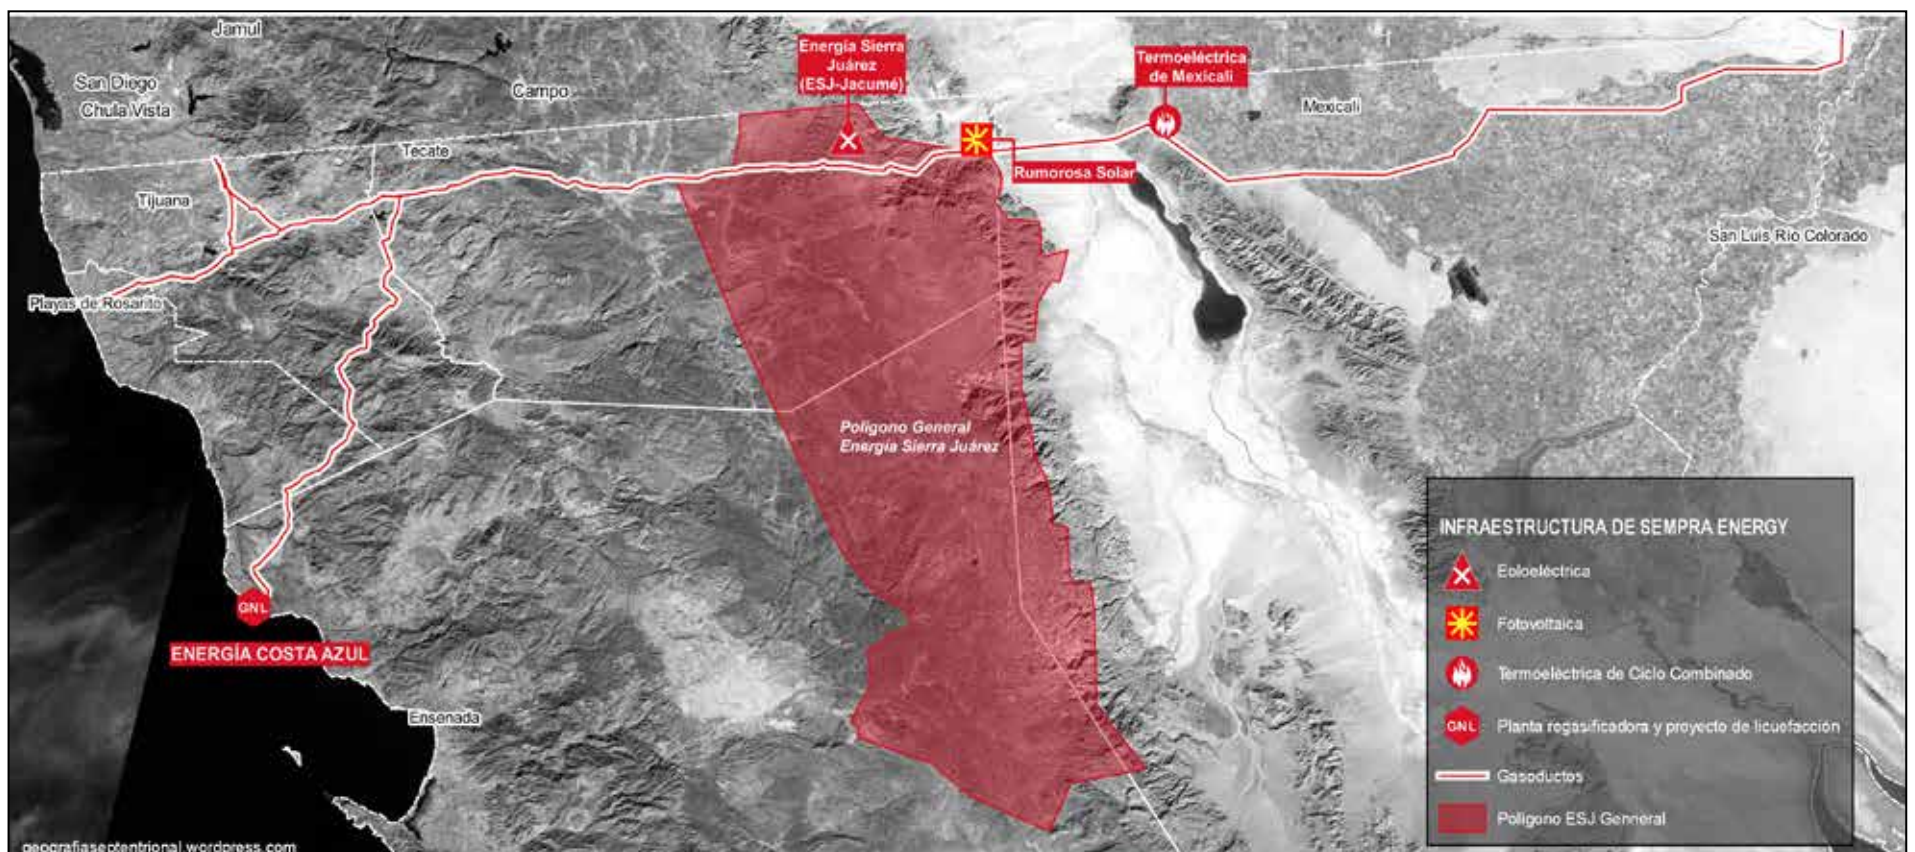 Jamul
San Diego
Chula Vista
Campo
Energía Sierra
Juárez
(ESJ-Jacumé)
Termoeléctrica
de Mexicali
Mexicali
Tecate
Rumorosa Solar
Tijuana
San Luis Río Colorado
Playas de Rosarito
Polígono General
Energía Sierra Juárez
GNL
ENERGÍA COSTA AZUL
Ensenada
INFRAESTRUCTURA DE SEMPRA ENERGY
Eoloeléctrica
Fotovoltaica
Termoeléctrica de Ciclo Combinado
GNL Planta regasificadora y proyecto de licuefacción
Gasoductos
Polígono ESJ Genneral
geografiaseptentrional.wordpress.com